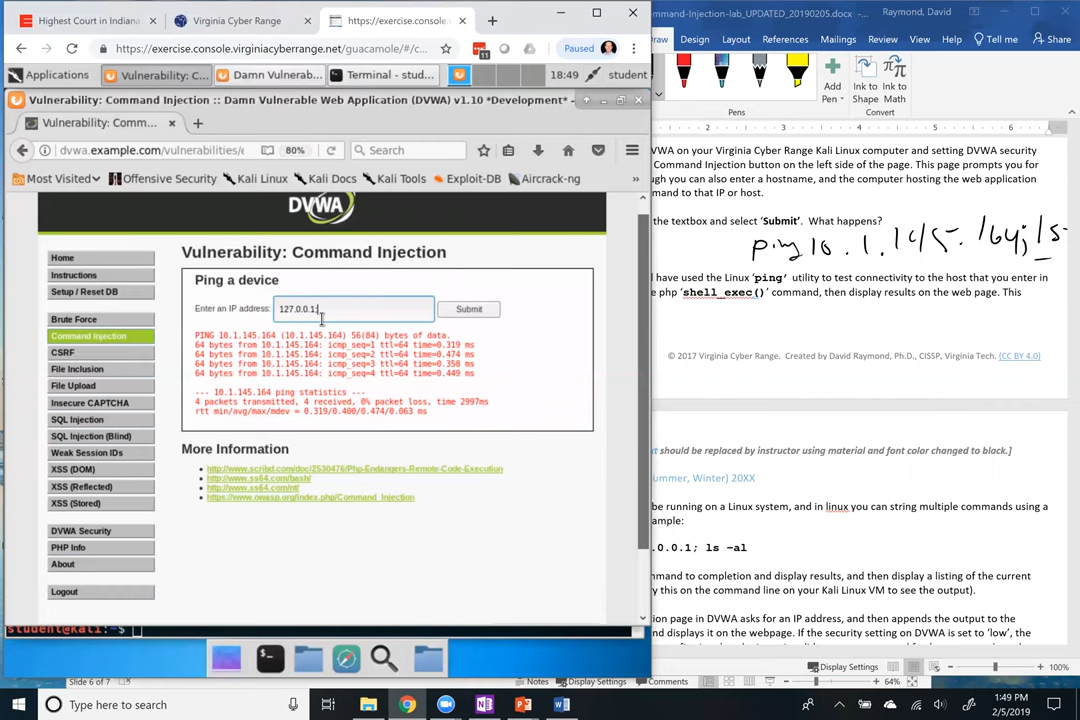 Highest Court in Indiana
Virginia Cyber Range
https://exercise.console.vi
ommand-Injection-lab_UPDATED_20190205.docx
Raymond, David
https://exercise.console.virginiacyberrange.net/guacamole/#/c...
11
Paused
Draw
Design
Layout
References
Mailings
Review
View
Help
Tell me
Share
Applications
Vulnerability: C...
Damn Vulnerab...
Terminal - stud...
18:49
student
Add Pen
Ink to Shape
Ink to Math
Pens
Convert
Vulnerability: Command Injection :: Damn Vulnerable Web Application (DVWA) v1.10 *Development* -
Vulnerability: Comm...
dvwa.example.com/vulnerabilities/e
80%
Search
Most Visited
Offensive Security
Kali Linux
Kali Docs
Kali Tools
Exploit-DB
Aircrack-ng
»
DVWA
Home
Instructions
Setup / Reset DB
Brute Force
Command Injection
CSRF
File Inclusion
File Upload
Insecure CAPTCHA
SQL Injection
SQL Injection (Blind)
Weak Session IDs
XSS (DOM)
XSS (Reflected)
XSS (Stored)
DVWA Security
PHP Info
About
Logout
Vulnerability: Command Injection
Ping a device
Enter an IP address:
127.0.0.1;
Submit
PING 10.1.145.164 (10.1.145.164) 56(84) bytes of data.
64 bytes from 10.1.145.164: icmp_seq=1 ttl=64 time=0.319 ms
64 bytes from 10.1.145.164: icmp_seq=2 ttl=64 time=0.474 ms
64 bytes from 10.1.145.164: icmp_seq=3 ttl=64 time=0.358 ms
64 bytes from 10.1.145.164: icmp_seq=4 ttl=64 time=0.449 ms
--- 10.1.145.164 ping statistics ---
4 packets transmitted, 4 received, 0% packet loss, time 2997ms
rtt min/avg/max/mdev = 0.319/0.400/0.474/0.063 ms
More Information
http://www.scribd.com/doc/2530476/Php-Endangers-Remote-Code-Execution
http://www.ss64.com/bash/
http://www.ss64.com/nt/
https://www.owasp.org/index.php/Command_Injection
student@kali:~$
2
3
4
5
6
VWA on your Virginia Cyber Range Kali Linux computer and setting DVWA security
Command Injection button on the left side of the page. This page prompts you for
ugh you can also enter a hostname, and the computer hosting the web application
mmand to that IP or host.
the textbox and select ‘Submit’. What happens?
ping 10.1.145.164; ls-
l have used the Linux ‘ping’ utility to test connectivity to the host that you enter in
e php ‘shell_exec()’ command, then display results on the web page. This
© 2017 Virginia Cyber Range. Created by David Raymond, Ph.D., CISSP, Virginia Tech. (CC BY 4.0)
xt should be replaced by instructor using material and font color changed to black.]
ummer, Winter) 20XX
be running on a Linux system, and in linux you can string multiple commands using a
ample:
.0.0.1; ls -al
mmand to completion and display results, and then display a listing of the current
y this on the command line on your Kali Linux VM to see the output).
ion page in DVWA asks for an IP address, and then appends the output to the
nd displays it on the webpage. If the security setting on DVWA is set to ‘low’, the
Display Settings
100%
Slide 6 of 7
Notes
Display Settings
Comments
64%
Type here to search
1:49 PM
2/5/2019